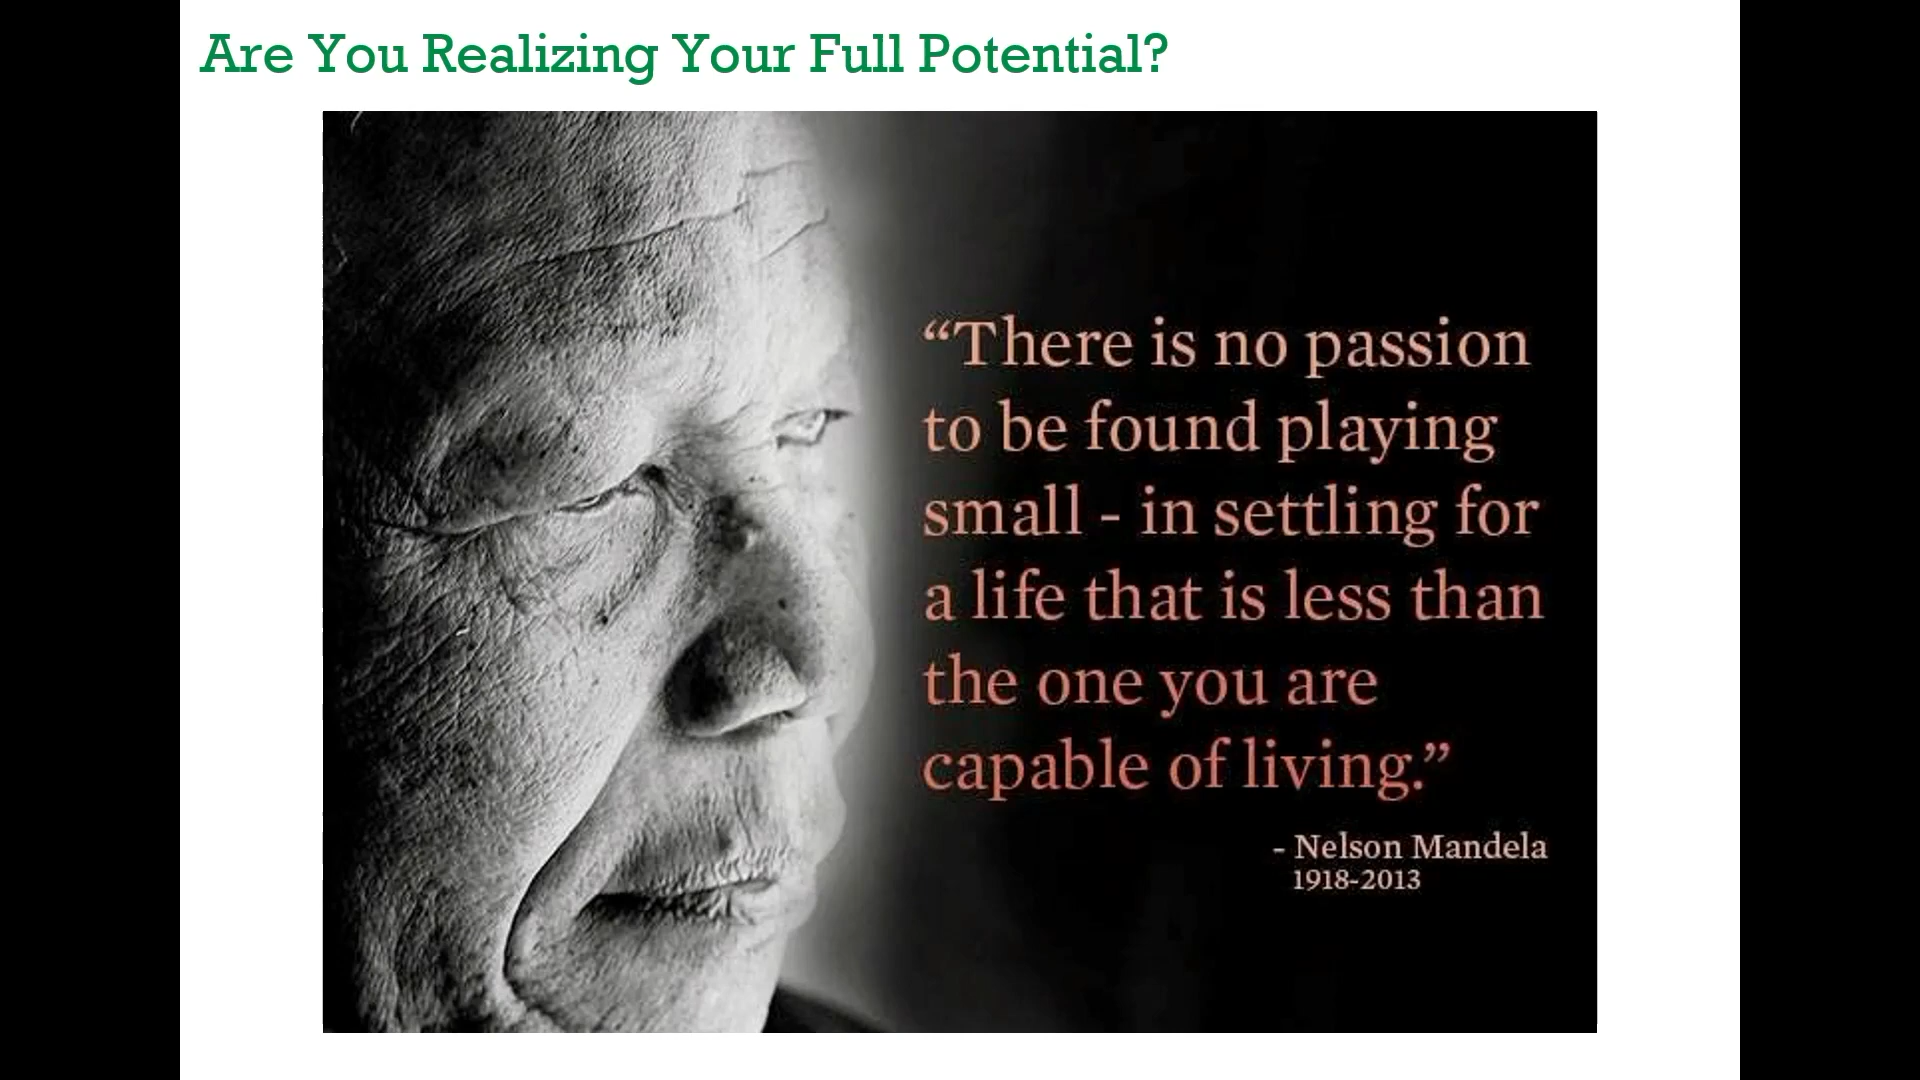 Are You Realizing Your Full Potential?
“There is no passion
to be found playing
small - in settling for
a life that is less than
the one you are
capable of living.”
- Nelson Mandela
1918-2013